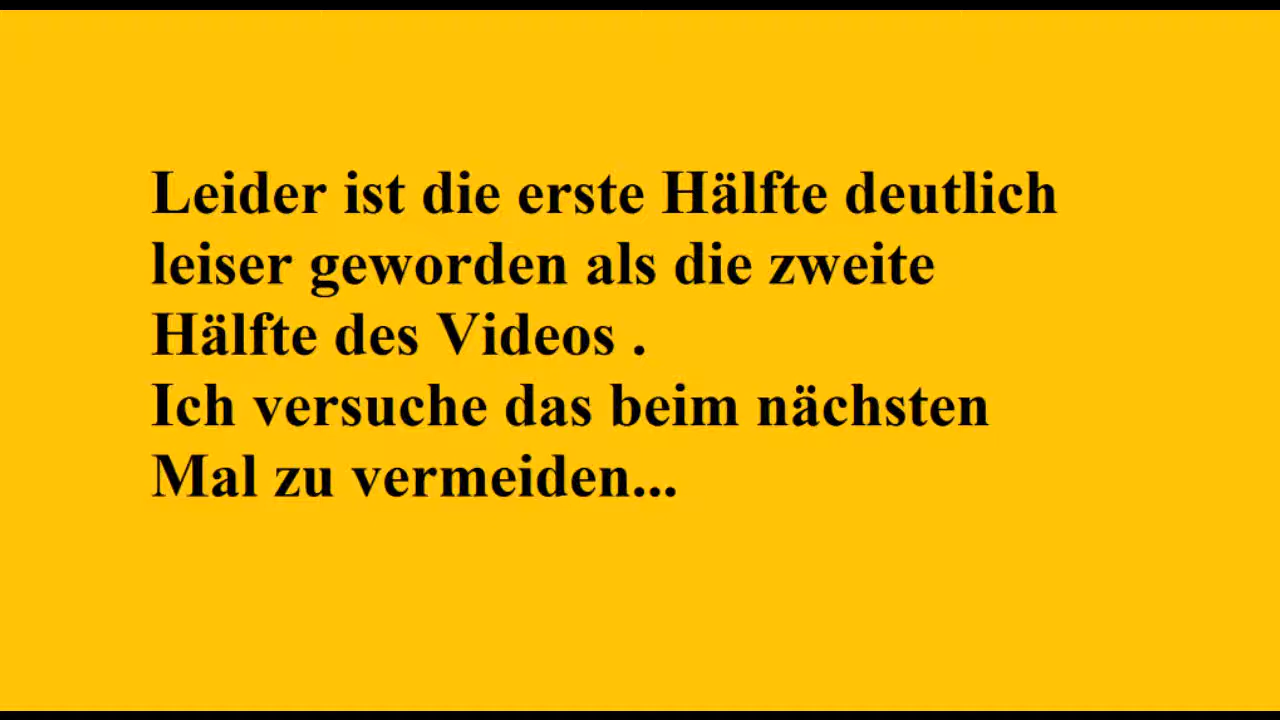 Leider ist die erste Hälfte deutlich
leiser geworden als die zweite
Hälfte des Videos .
Ich versuche das beim nächsten
Mal zu vermeiden...